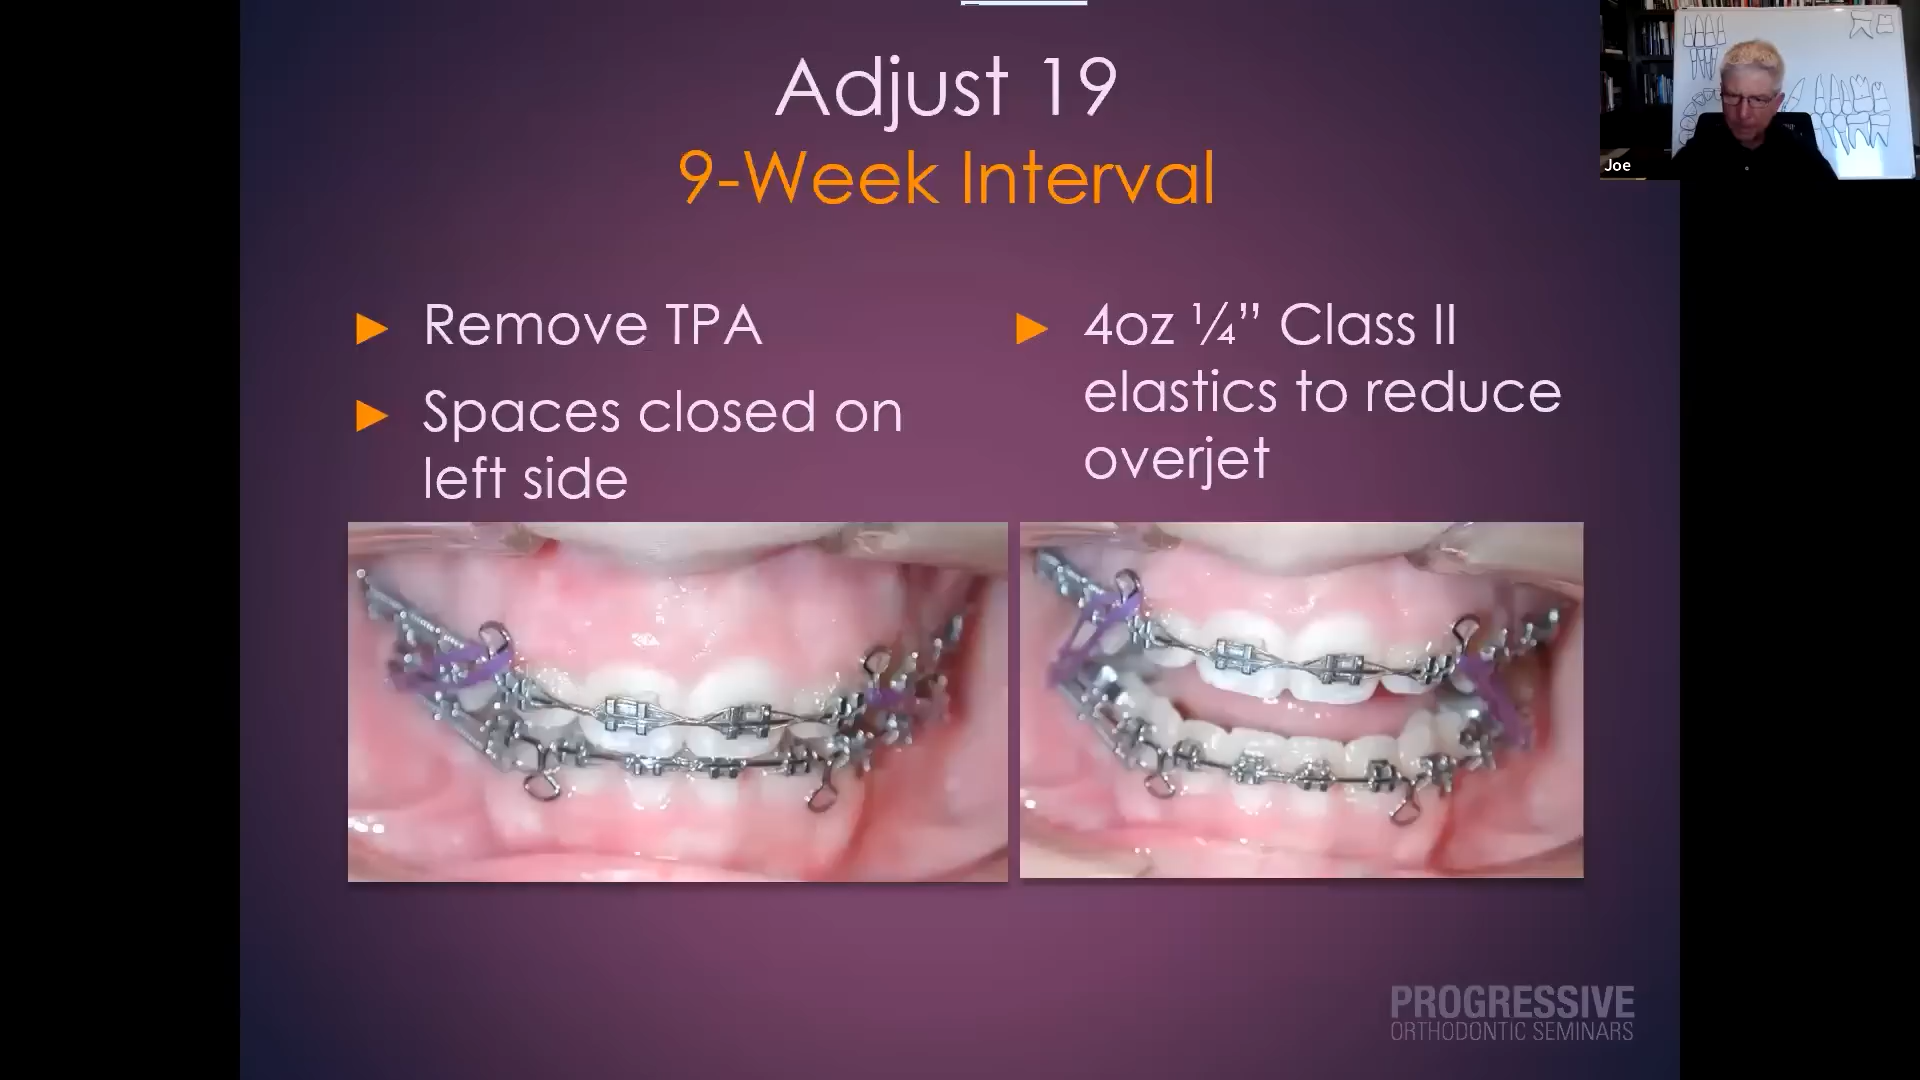 Adjust 19
9-Week Interval
Remove TPA
Spaces closed on
left side
4oz ¼” Class II
elastics to reduce
overjet
Joe
PROGRESSIVE
ORTHODONTIC SEMINARS